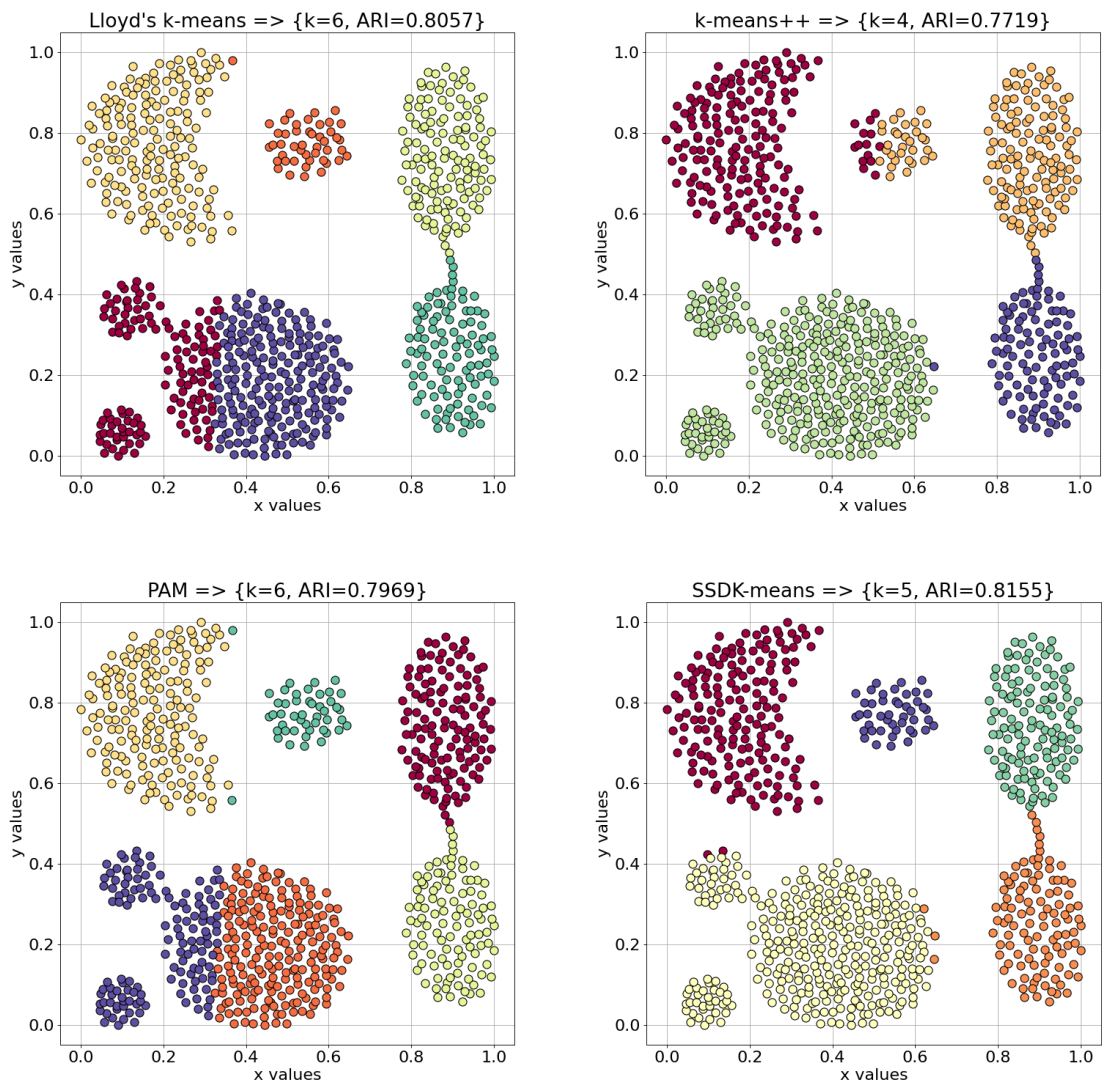 Lloyd's k-means => {k=6, ARI=0.8057}
1.0
0.8
0.6
0.4
0.2
0.0
y values
0.0 0.2 0.4 0.6 0.8 1.0
x values
k-means++ => {k=4, ARI=0.7719}
1.0
0.8
0.6
0.4
0.2
0.0
y values
0.0 0.2 0.4 0.6 0.8 1.0
x values
PAM => {k=6, ARI=0.7969}
1.0
0.8
0.6
0.4
0.2
0.0
y values
0.0 0.2 0.4 0.6 0.8 1.0
x values
SSDK-means => {k=5, ARI=0.8155}
1.0
0.8
0.6
0.4
0.2
0.0
y values
0.0 0.2 0.4 0.6 0.8 1.0
x values